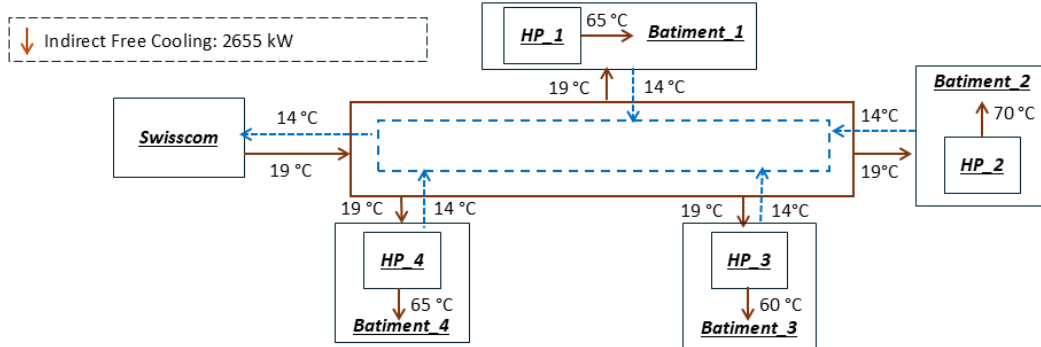 Indirect Free Cooling: 2655 kW
65 °C
HP_1
Batiment_1
19 °C
14 °C
Batiment_2
14 °C
14°C
70 °C
Swisscom
19 °C
19°C
HP_2
19 °C
14 °C
19 °C
14°C
HP_4
HP_3
65 °C
60 °C
Batiment_4
Batiment_3